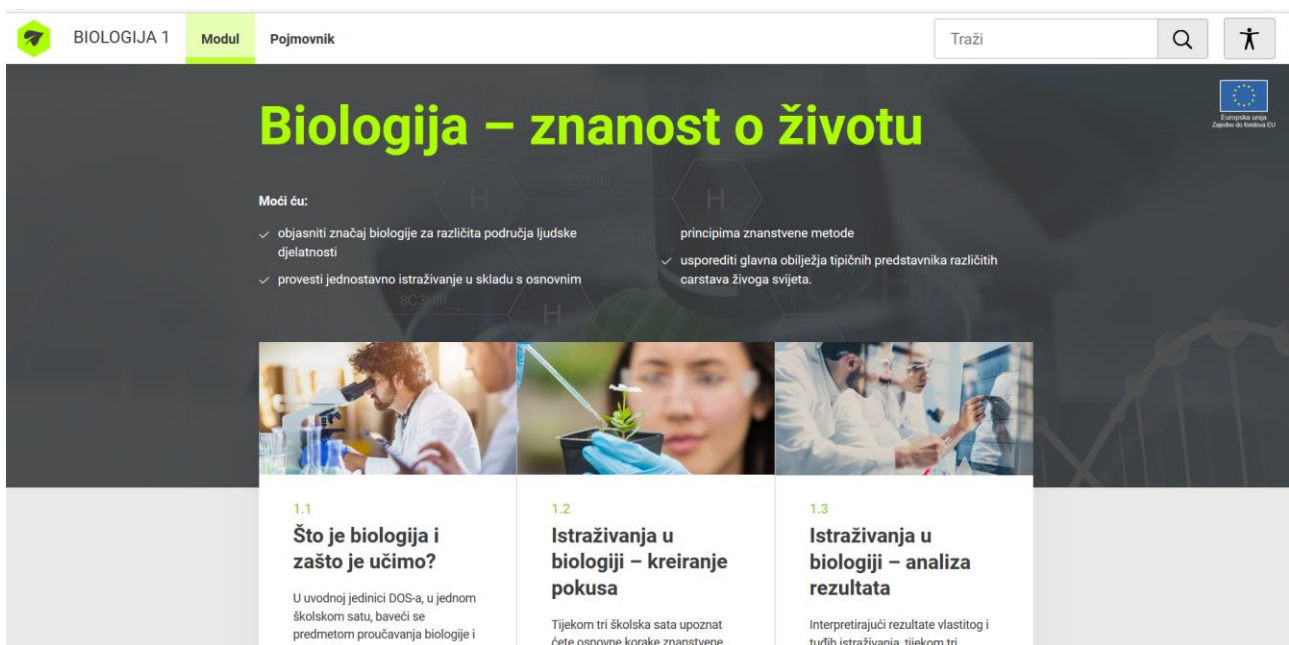 BIOLOGIJA 1
Modul
Pojmovnik
Traži
Europska unija
Zajedno do fondova EU
Biologija – znanost o životu
Moći ću:
objasniti značaj biologije za različita područja ljudske
djelatnosti
provesti jednostavno istraživanje u skladu s osnovnim
principima znanstvene metode
usporediti glavna obilježja tipičnih predstavnika različitih
carstava živoga svijeta.
1.1
Što je biologija i
zašto je učimo?
U uvodnoj jedinici DOS-a, u jednom
školskom satu, baveći se
predmetom proučavanja biologije i
1.2
Istraživanja u
biologiji – kreiranje
pokusa
Tijekom tri školska sata upoznat
ćete osnovne korake znanstvene
1.3
Istraživanja u
biologiji – analiza
rezultata
Interpretirajući rezultate vlastitog i
tuđih istraživanja, tijekom tri